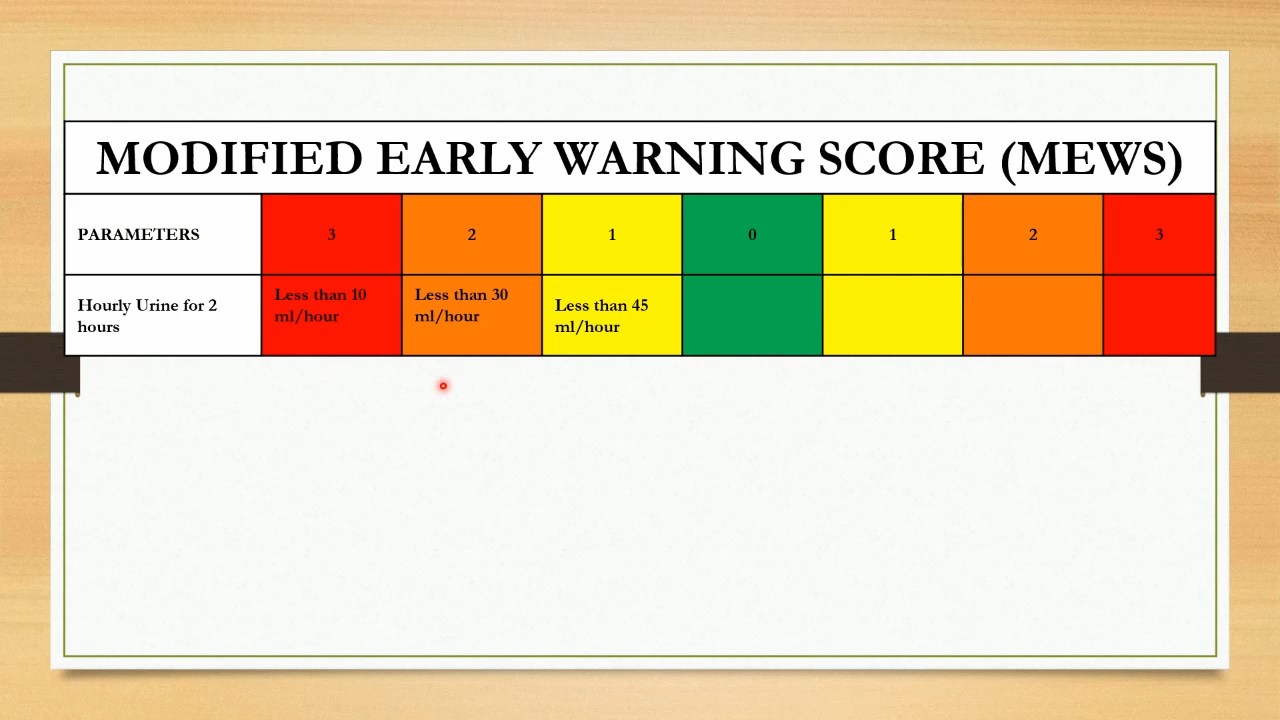 MODIFIED EARLY WARNING SCORE (MEWS)
PARAMETERS 3 2 1 0 1 2 3
Hourly Urine for 2
hours
Less than 10
ml/hour
Less than 30
ml/hour
Less than 45
ml/hour